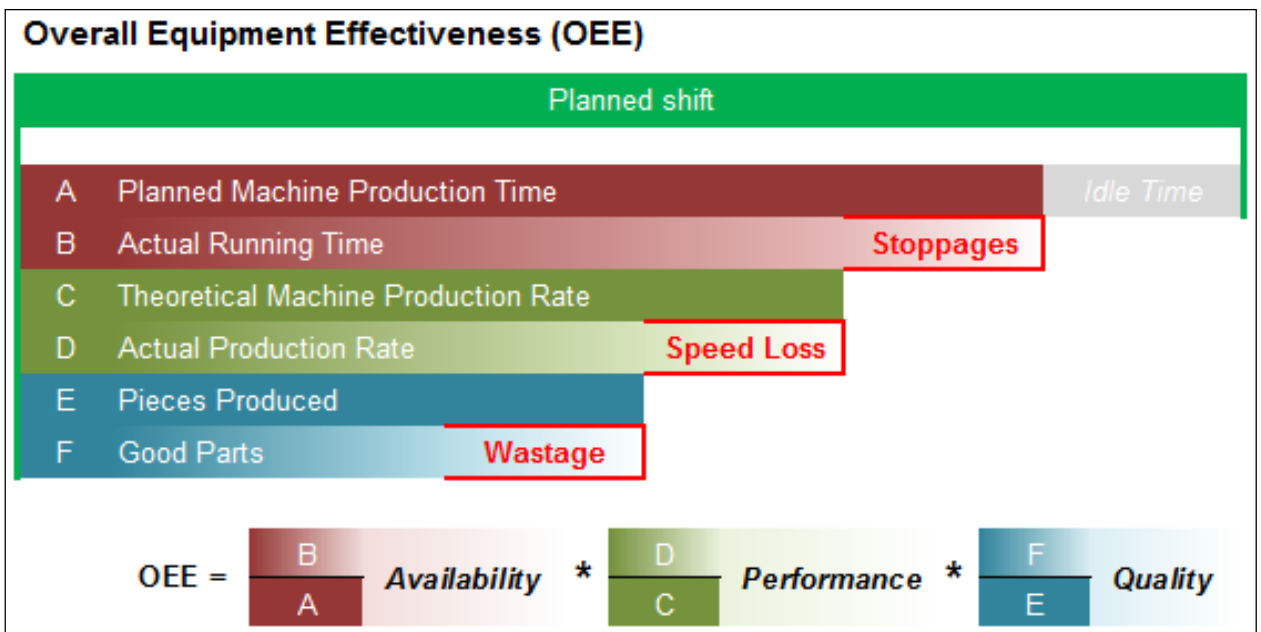 Overall Equipment Effectiveness (OEE)
Planned shift
A Planned Machine Production Time Idle Time
B Actual Running Time Stoppages
C Theoretical Machine Production Rate
D Actual Production Rate Speed Loss
E Pieces Produced
F Good Parts Wastage
OEE = B / A Availability * D / C Performance * F / E Quality